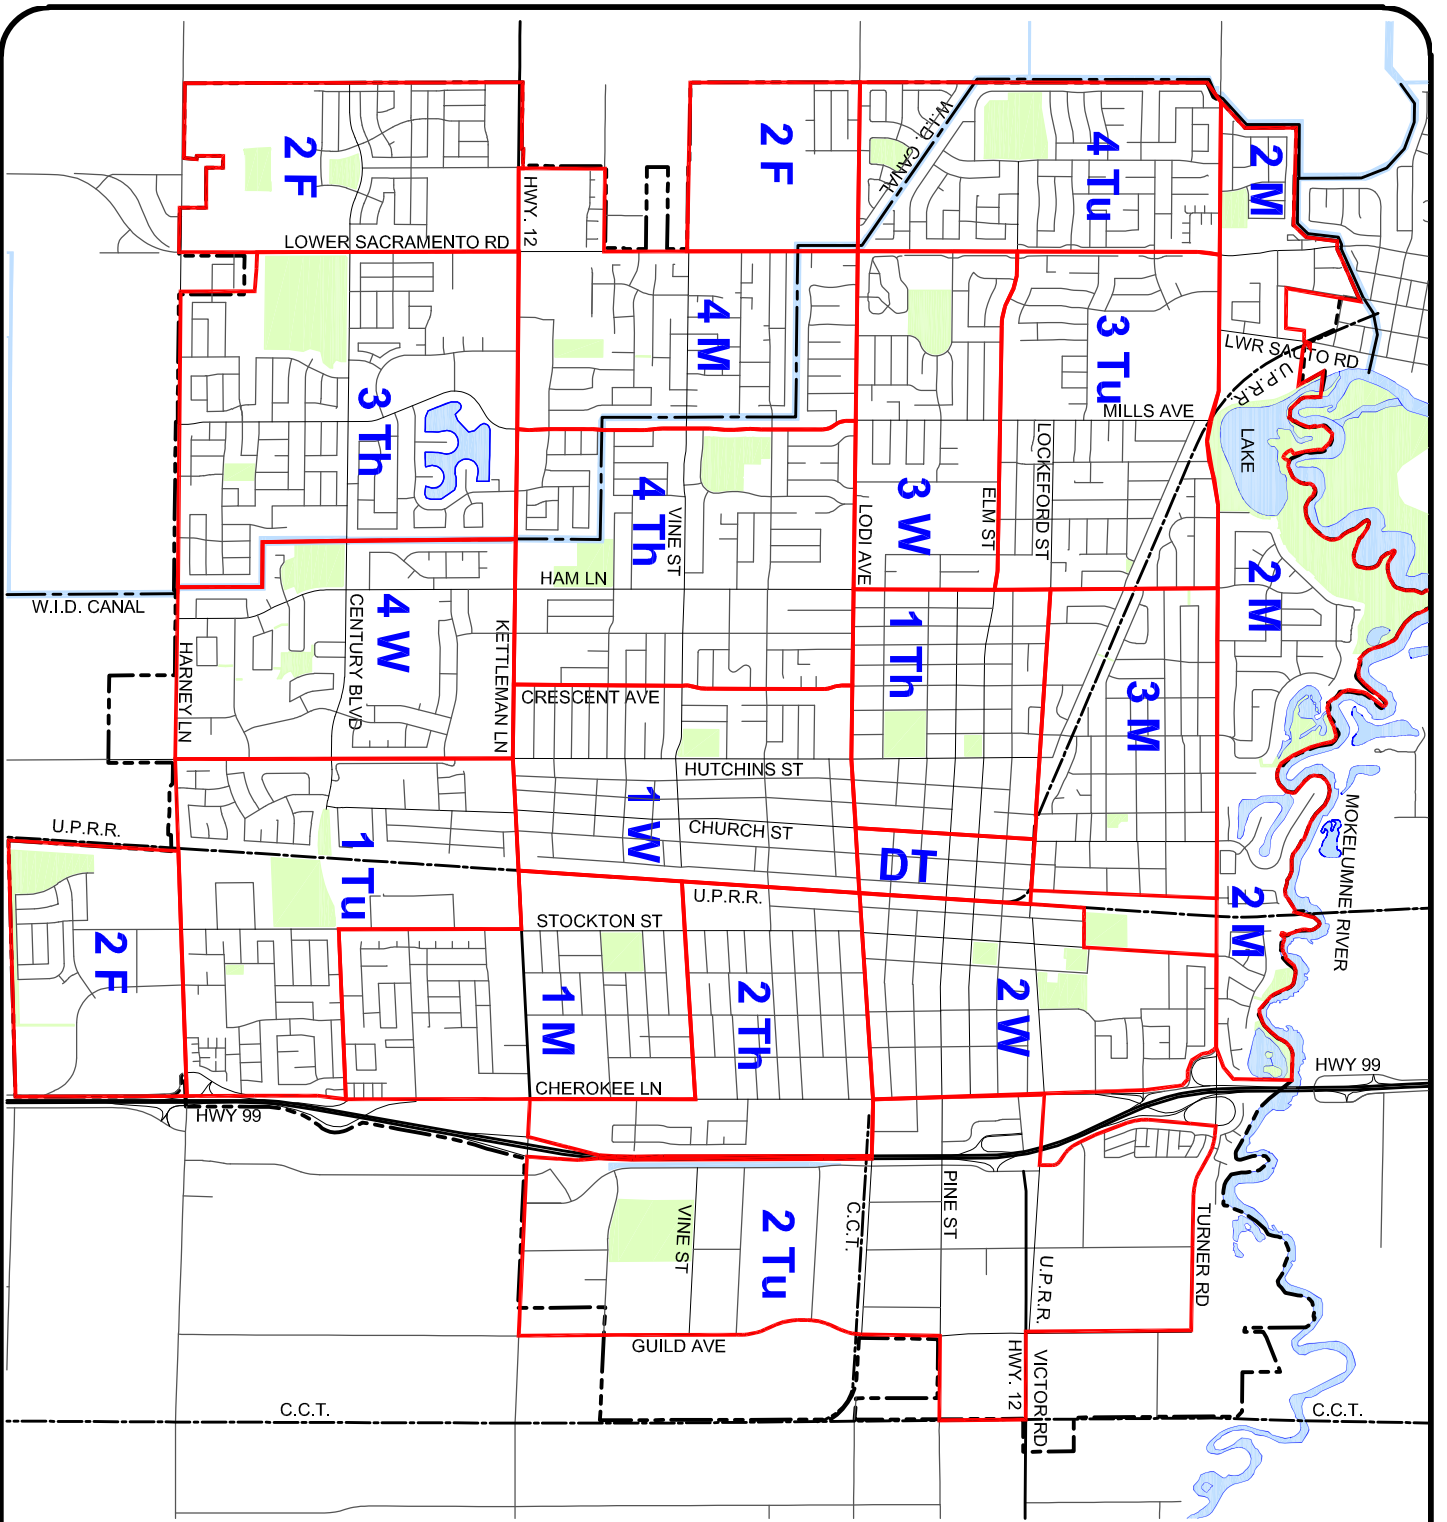 2 F
2 F
4 Tu
2 M
W.I.D. CANAL
HWY. 12
LOWER SACRAMENTO RD
4 M
3 Tu
LWR SACTO RD
U.P.R.R.
MILLS AVE
3 Th
4 Th
VINE ST
3 W
LODI AVE
ELM ST
LOCKEFORD ST
LAKE
HAM LN
W.I.D. CANAL
HARNEY LN
CENTURY BLVD
4 W
KETTLEMAN LN
CRESCENT AVE
1 Th
3 M
2 M
HUTCHINS ST
1 W
CHURCH ST
DT
U.P.R.R.
1 Tu
U.P.R.R.
STOCKTON ST
2 M
MOKELUMNE RIVER
2 F
1 M
2 Th
2 W
CHEROKEE LN
HWY 99
HWY 99
VINE ST
2 Tu
C.C.T.
PINE ST
U.P.R.R.
TURNER RD
GUILD AVE
HWY. 12
VICTOR RD
C.C.T.
C.C.T.